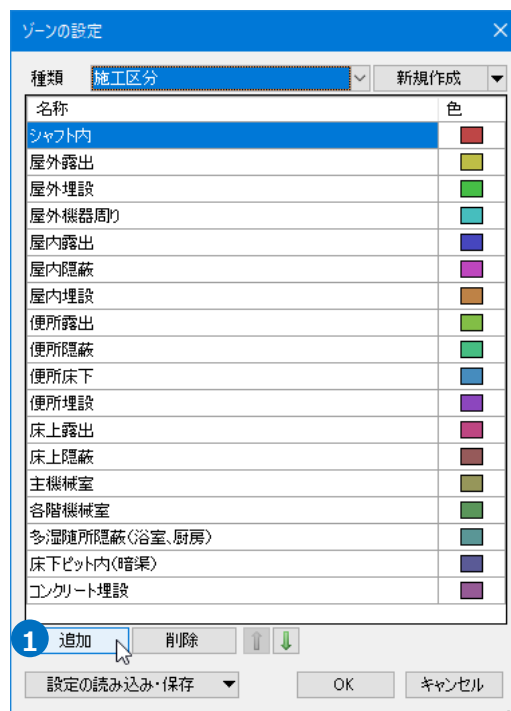 ゾーンの設定
種類 施工区分 新規作成
名称 色
シャフト内
屋外露出
屋外埋設
屋外機器周り
屋内露出
屋内隠蔽
屋内埋設
便所露出
便所隠蔽
便所床下
便所埋設
床上露出
床上隠蔽
主機械室
各階機械室
多湿随所隠蔽(浴室、厨房)
床下ピット内(暗渠)
コンクリート埋設
1 追加 削除
設定の読み込み・保存 OK キャンセル